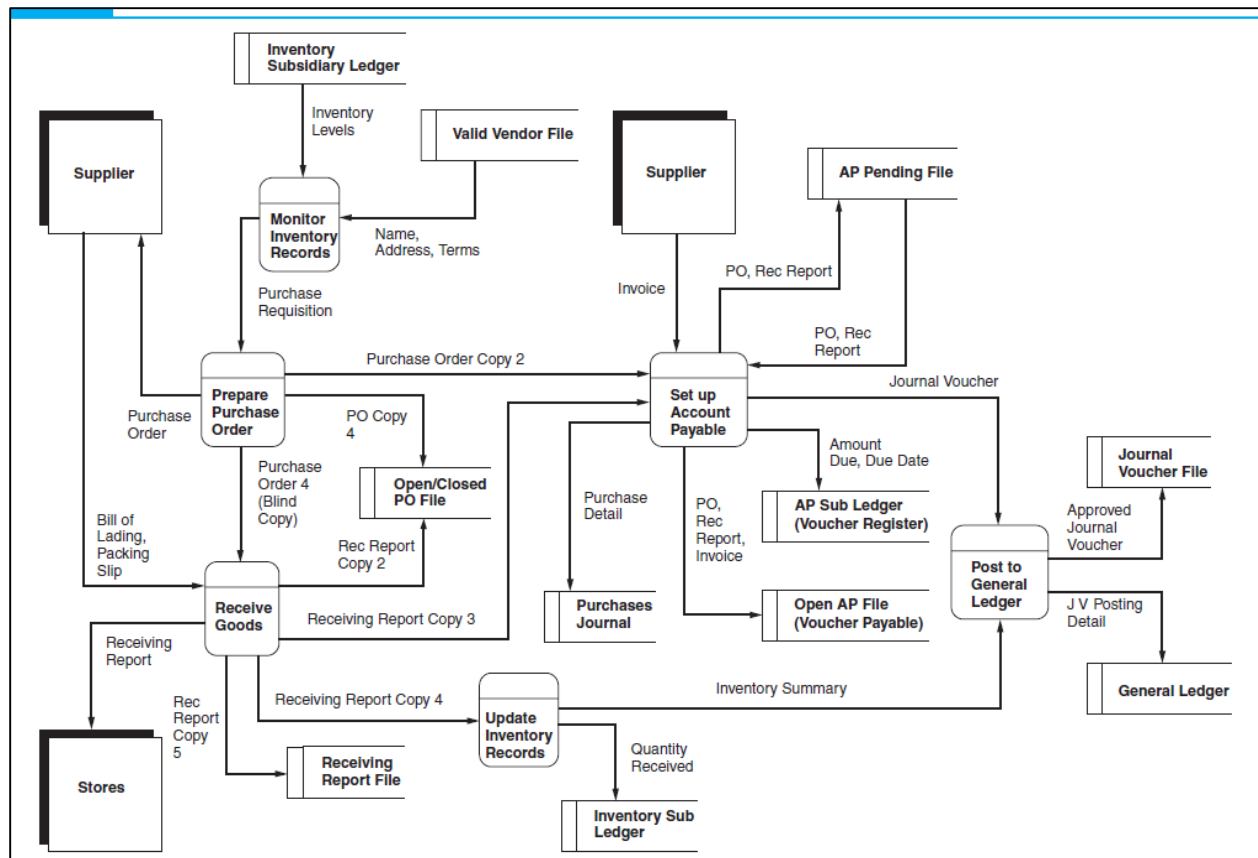 Inventory
Subsidiary Ledger
Inventory
Levels
Valid Vendor File
Supplier
Supplier
AP Pending File
Monitor
Inventory
Records
Name,
Address, Terms
PO, Rec Report
Invoice
Purchase
Requisition
PO, Rec
Report
Purchase Order Copy 2
Journal Voucher
Prepare
Purchase
Order
Set up
Account
Payable
Purchase
Order
PO Copy
4
Amount
Due, Due Date
Journal
Voucher File
Purchase
Order 4
(Blind
Copy)
Open/Closed
PO File
Purchase
Detail
PO,
Rec
Report,
Invoice
AP Sub Ledger
(Voucher Register)
Approved
Journal
Voucher
Bill of
Lading,
Packing
Slip
Rec Report
Copy 2
Post to
General
Ledger
Receive
Goods
Receiving Report Copy 3
Purchases
Journal
Open AP File
(Voucher Payable)
J V Posting
Detail
Receiving
Report
General Ledger
Inventory Summary
Rec
Report
Copy
5
Receiving Report Copy 4
Update
Inventory
Records
Quantity
Received
Receiving
Report File
Stores
Inventory Sub
Ledger